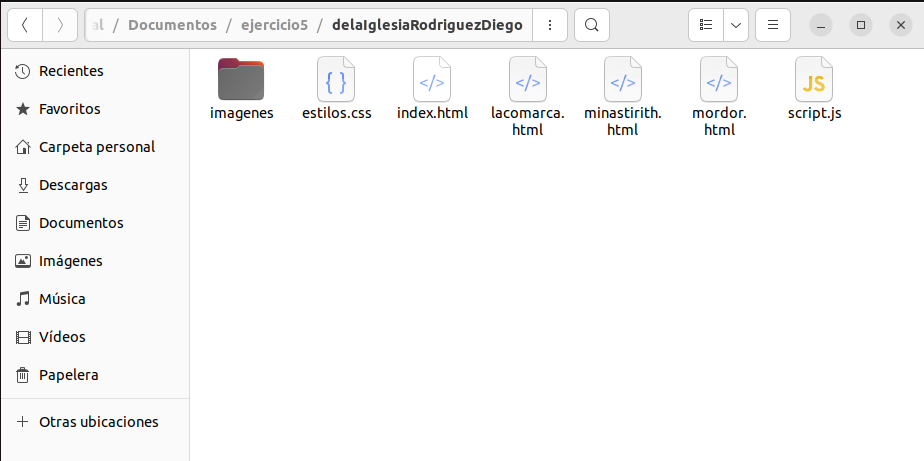 al / Documentos / ejercicio5 / delaIglesiaRodriguezDiego
Recientes
Favoritos
Carpeta personal
Descargas
Documentos
Imágenes
Música
Vídeos
Papelera
Otras ubicaciones
imagenes
{ }
estilos.css
</>
index.html
</>
lacomarca.
html
</>
minastirith.
html
</>
mordor.
html
JS
script.js